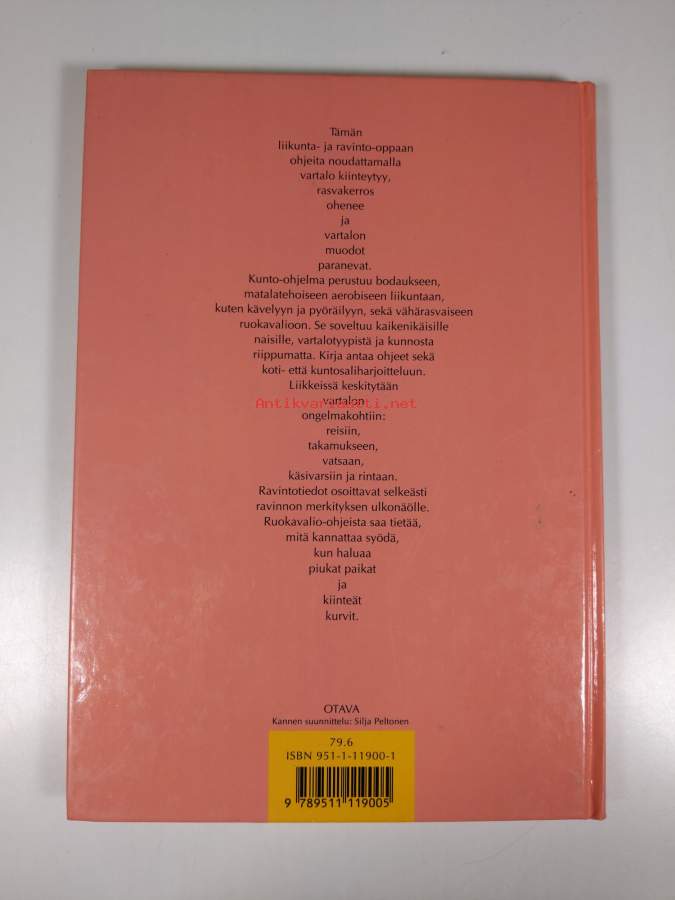 Tämän
liikunta- ja ravinto-oppaan
ohjeita noudattamalla
vartalo kiinteytyy,
rasvakerros
ohenee
ja
vartalon
muodot
paranevat.
Kunto-ohjelma perustuu bodaukseen,
matalatehoiseen aerobiseen liikuntaan,
kuten kävelyyn ja pyöräilyyn, sekä vähärasvaiseen
ruokavalioon. Se soveltuu kaikenikäisille
naisille, vartalotyypistä ja kunnosta
riippumatta. Kirja antaa ohjeet sekä
koti- että kuntosaliharjoitteluun.
Liikkeissä keskitytään
vartalon
Antikvariaatti.net
ongelmakohtiin:
reisiin,
takamukseen,
vatsaan,
käsivarsiin ja rintaan.
Ravintotiedot osoittavat selkeästi
ravinnon merkityksen ulkonäölle.
Ruokavalio-ohjeista saa tietää,
mitä kannattaa syödä,
kun haluaa
piukat paikat
ja
kiinteät
kurvit.
OTAVA
Kannen suunnittelu: Silja Peltonen
79.6
ISBN 951-1-11900-1
9 789511 119005